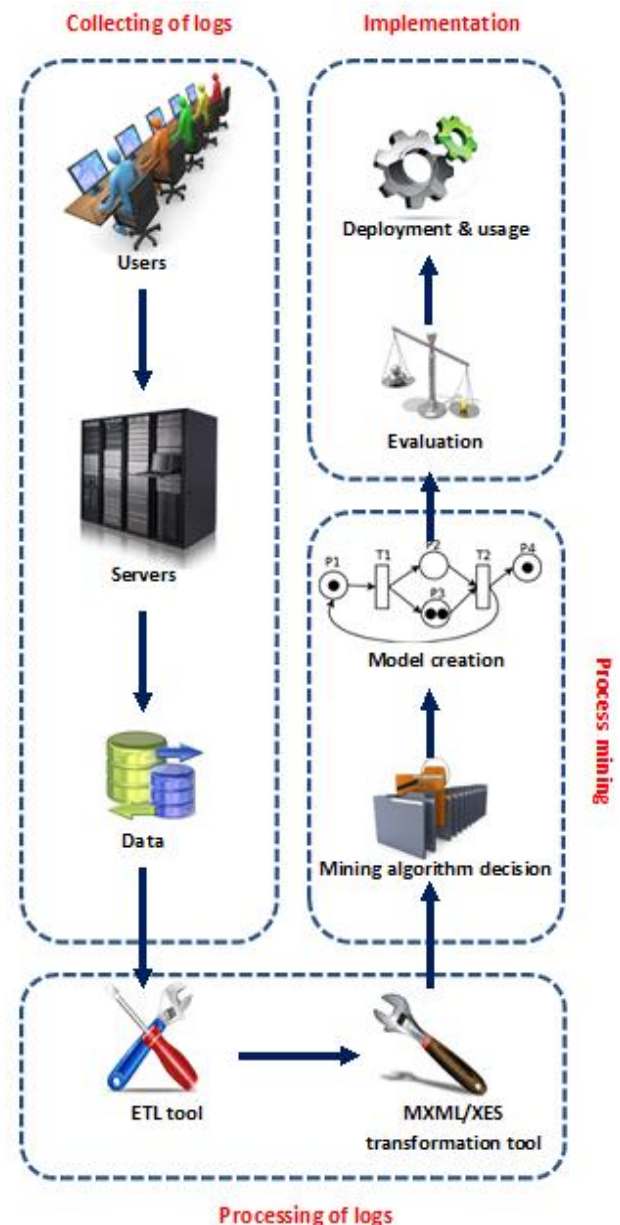 Collecting of logs
Implementation
Users
Servers
Data
Deployment & usage
Evaluation
P1
T1
P2
P3
T2
P4
Model creation
Mining algorithm decision
Process mining
ETL tool
MXML/XES
transformation tool
Processing of logs